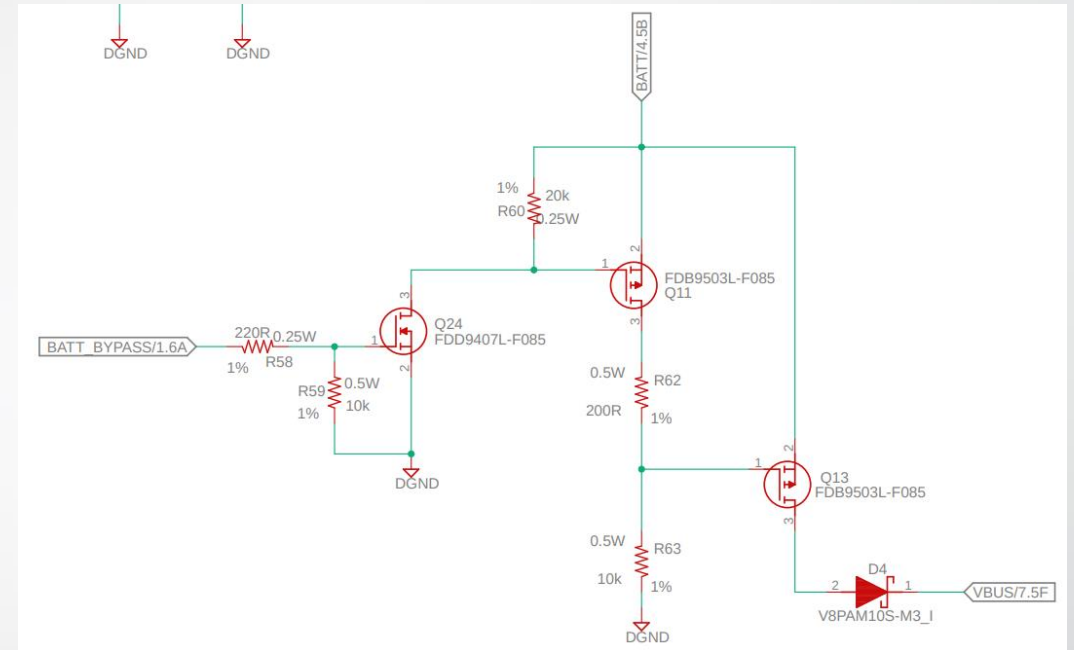 DGND
DGND
BATT/4.5B
1%
20k
R60
0.25W
2
1
FDB9503L-F085
Q11
3
3
Q24
FDD9407L-F085
BATT_BYPASS/1.6A
220R
0.25W
1%
R58
1
2
R59
0.5W
10k
1%
DGND
0.5W
R62
200R
1%
2
1
Q13
FDB9503L-F085
3
0.5W
R63
10k
1%
DGND
D4
2
1
V8PAM10S-M3_I
VBUS/7.5F